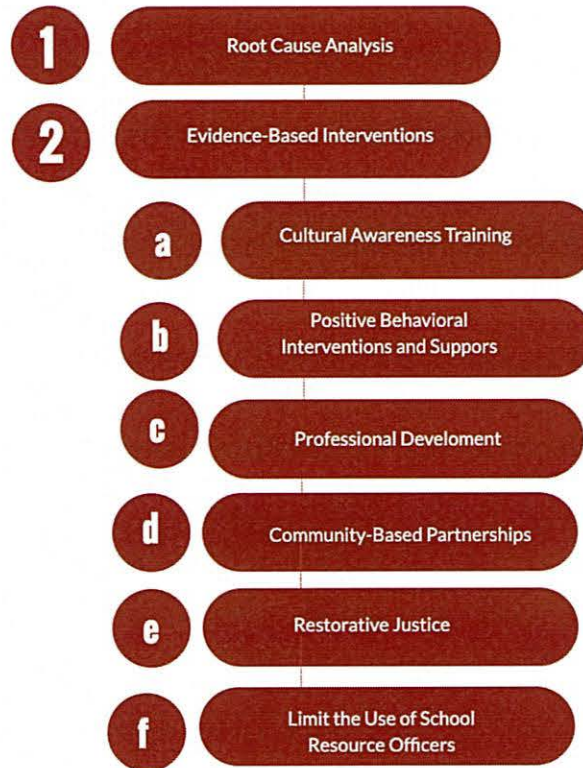 1 Root Cause Analysis
2 Evidence-Based Interventions
a Cultural Awareness Training
b Positive Behavioral
Interventions and Suppors
c Professional Develoment
d Community-Based Partnerships
e Restorative Justice
f Limit the Use of School
Resource Officers